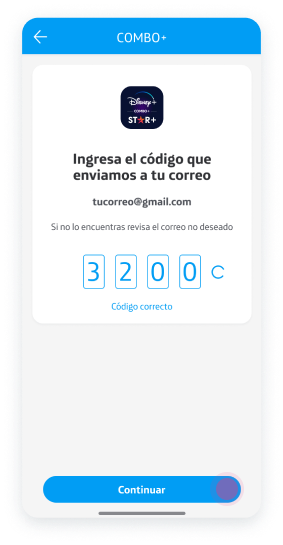 COMBO+
Disney+
COMBO+
ST★R+
Ingresa el código que
enviamos a tu correo
tucorreo@gmail.com
Si no lo encuentras revisa el correo no deseado
3 2 0 0
Código correcto
Continuar